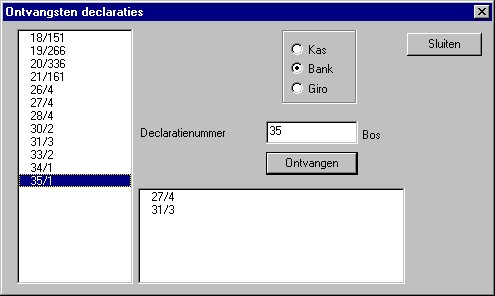 Ontvangsten declaraties
18/151
19/266
20/336
21/161
26/4
27/4
28/4
30/2
31/3
33/2
34/1
35/1
Kas
Bank
Giro
Sluiten
Declaratienummer 35 Bos
Ontvangen
27/4
31/3